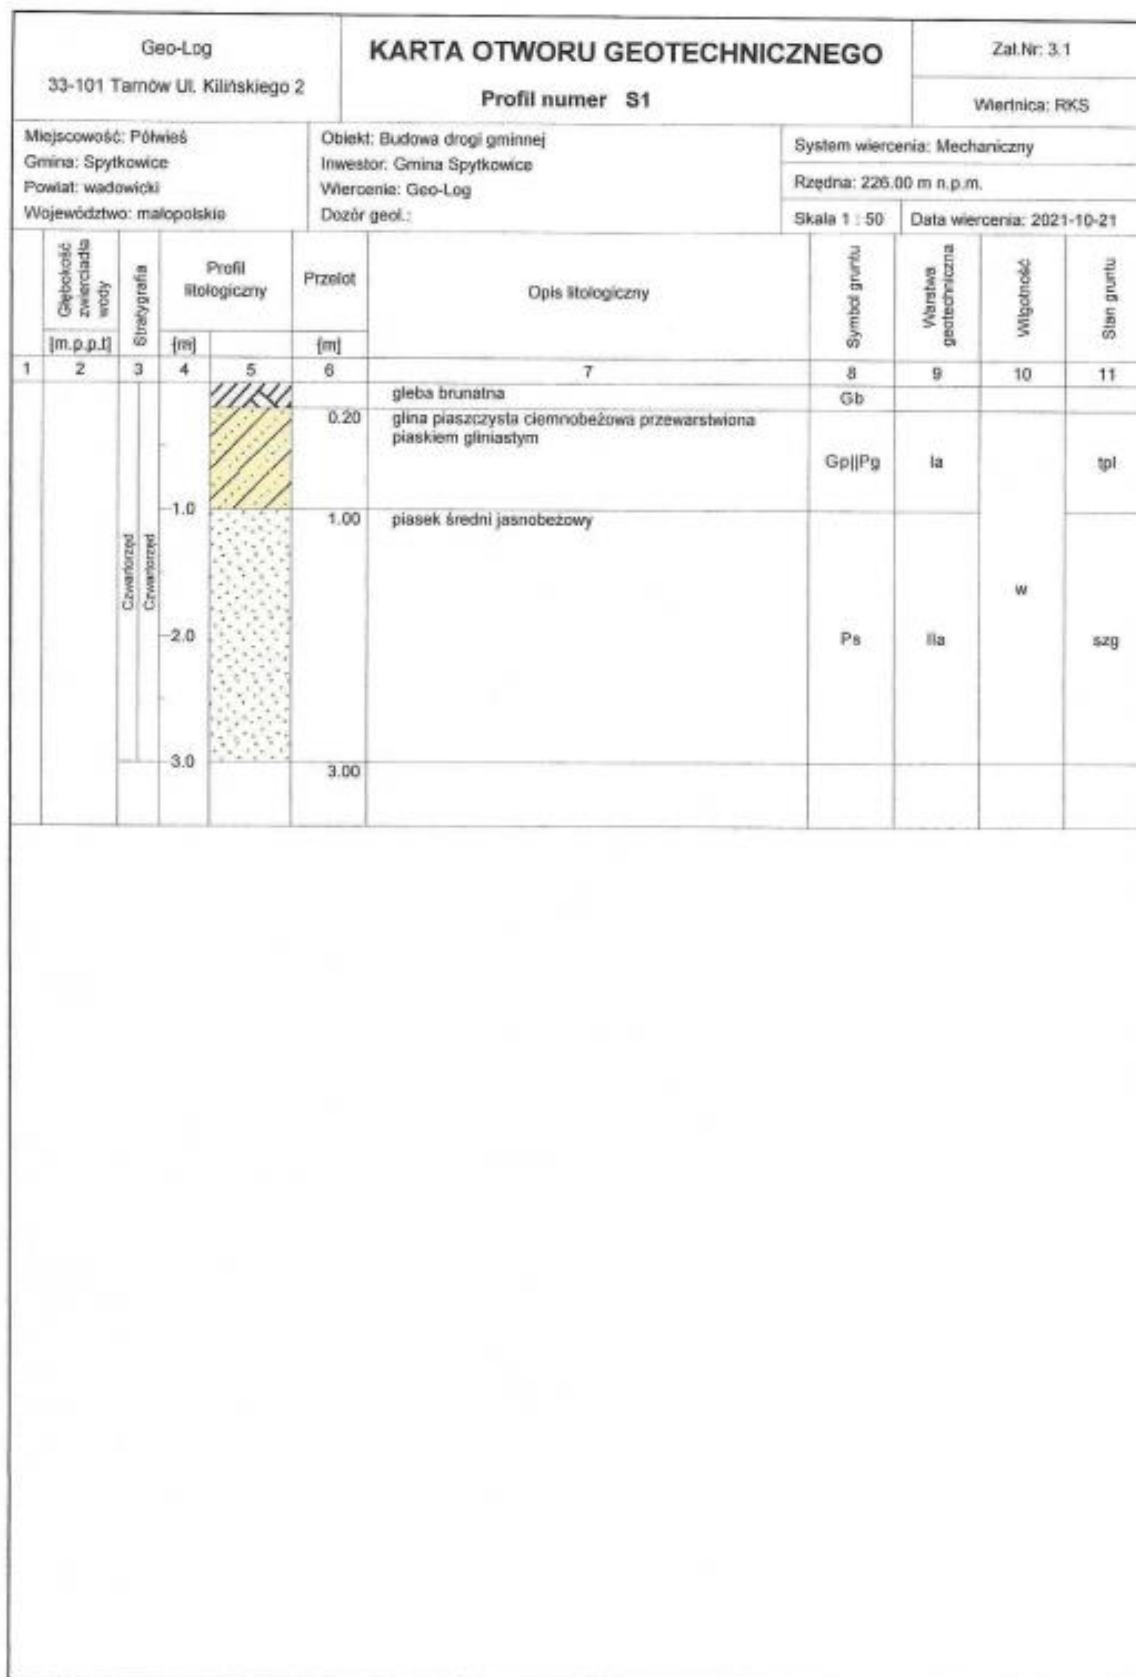 Geo-Log
33-101 Tarnów Ul. Kilińskiego 2
KARTA OTWORU GEOTECHNICZNEGO
Profil numer S1
Zał.Nr: 3.1
Wiertnica: RKS
Miejscowość: Półwieś
Gmina: Spytkowice
Powiat: wadowicki
Województwo: małopolskie
Obiekt: Budowa drogi gminnej
Inwestor: Gmina Spytkowice
Wiercenie: Geo-Log
Dozór geol.:
System wiercenia: Mechaniczny
Rzędna: 226.00 m n.p.m.
Skala 1 : 50
Data wiercenia: 2021-10-21
Głębokość
zwierciadła
wody
[m.p.p.t]
Stratygrafia
Profil
litologiczny
[m]
Przelot
[m]
Opis litologiczny
Symbol gruntu
Warstwa
geotechniczna
Wilgotność
Stan gruntu
1 2 3 4 5 6 7 8 9 10 11
gleba brunatna
Gb
0.20
glina piaszczysta ciemnobeżowa przewarstwiona
piaskiem gliniastym
Gp||Pg
Ia
tpl
1.0
1.00
piasek średni jasnobeżowy
Czwartorzęd
Czwartorzęd
w
2.0
Ps
IIa
szg
3.0
3.00